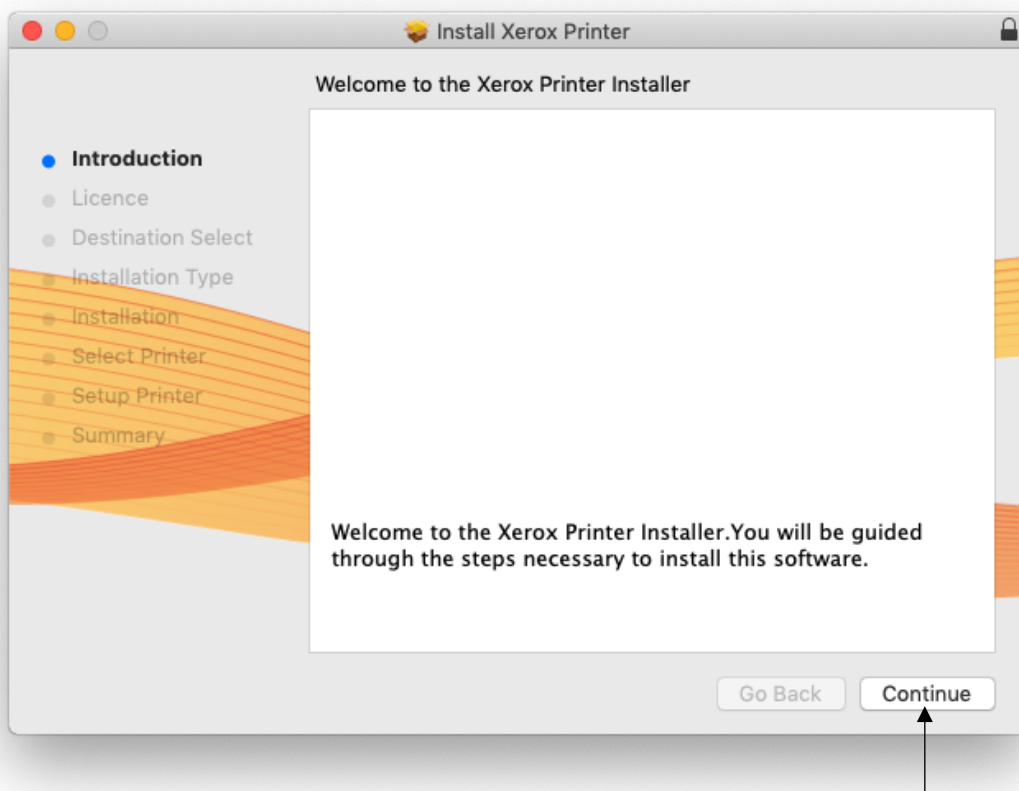 Install Xerox Printer
Welcome to the Xerox Printer Installer
Introduction
Licence
Destination Select
Installation Type
Installation
Select Printer
Setup Printer
Summary
Welcome to the Xerox Printer Installer.You will be guided
through the steps necessary to install this software.
Go Back
Continue